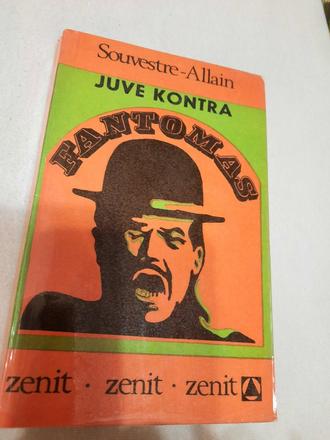 Souvestre-Allain
JUVE KONTRA
FANTOMAS
zenit · zenit · zenit